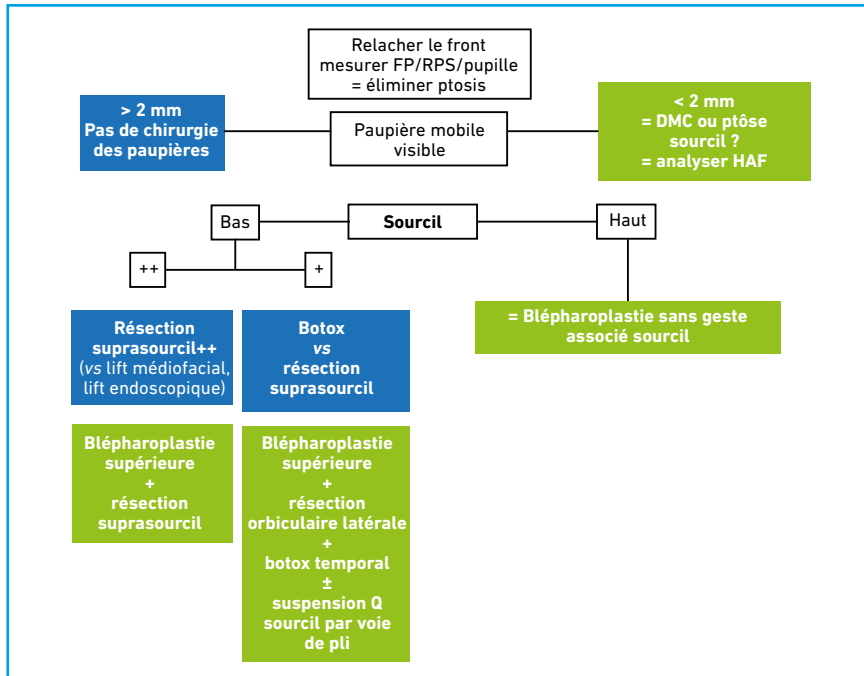 Relacher le front
mesurer FP/RPS/pupille
= éliminer ptosis
> 2 mm
Pas de chirurgie
des paupières
Paupière mobile
visible
< 2 mm
= DMC ou ptôse
sourcil ?
= analyser HAF
Bas
Sourcil
Haut
++
+
Résection
suprasourcil++
(vs lift médiofacial,
lift endoscopique)
Botox
vs
résection
suprasourcil
= Blépharoplastie sans geste
associé sourcil
Blépharoplastie
supérieure
+
résection
suprasourcil
Blépharoplastie
supérieure
+
résection
orbiculaire latérale
+
botox temporal
±
suspension Q
sourcil par voie
de pli